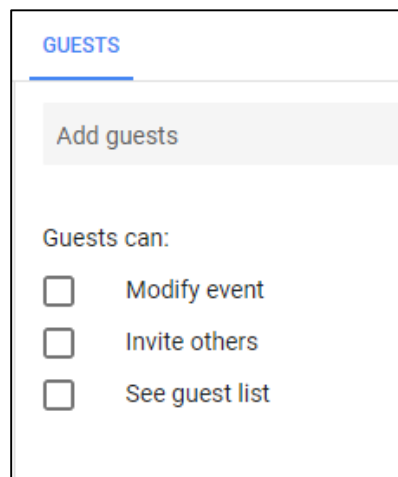 GUESTS
Add guests
Guests can:
Modify event
Invite others
See guest list